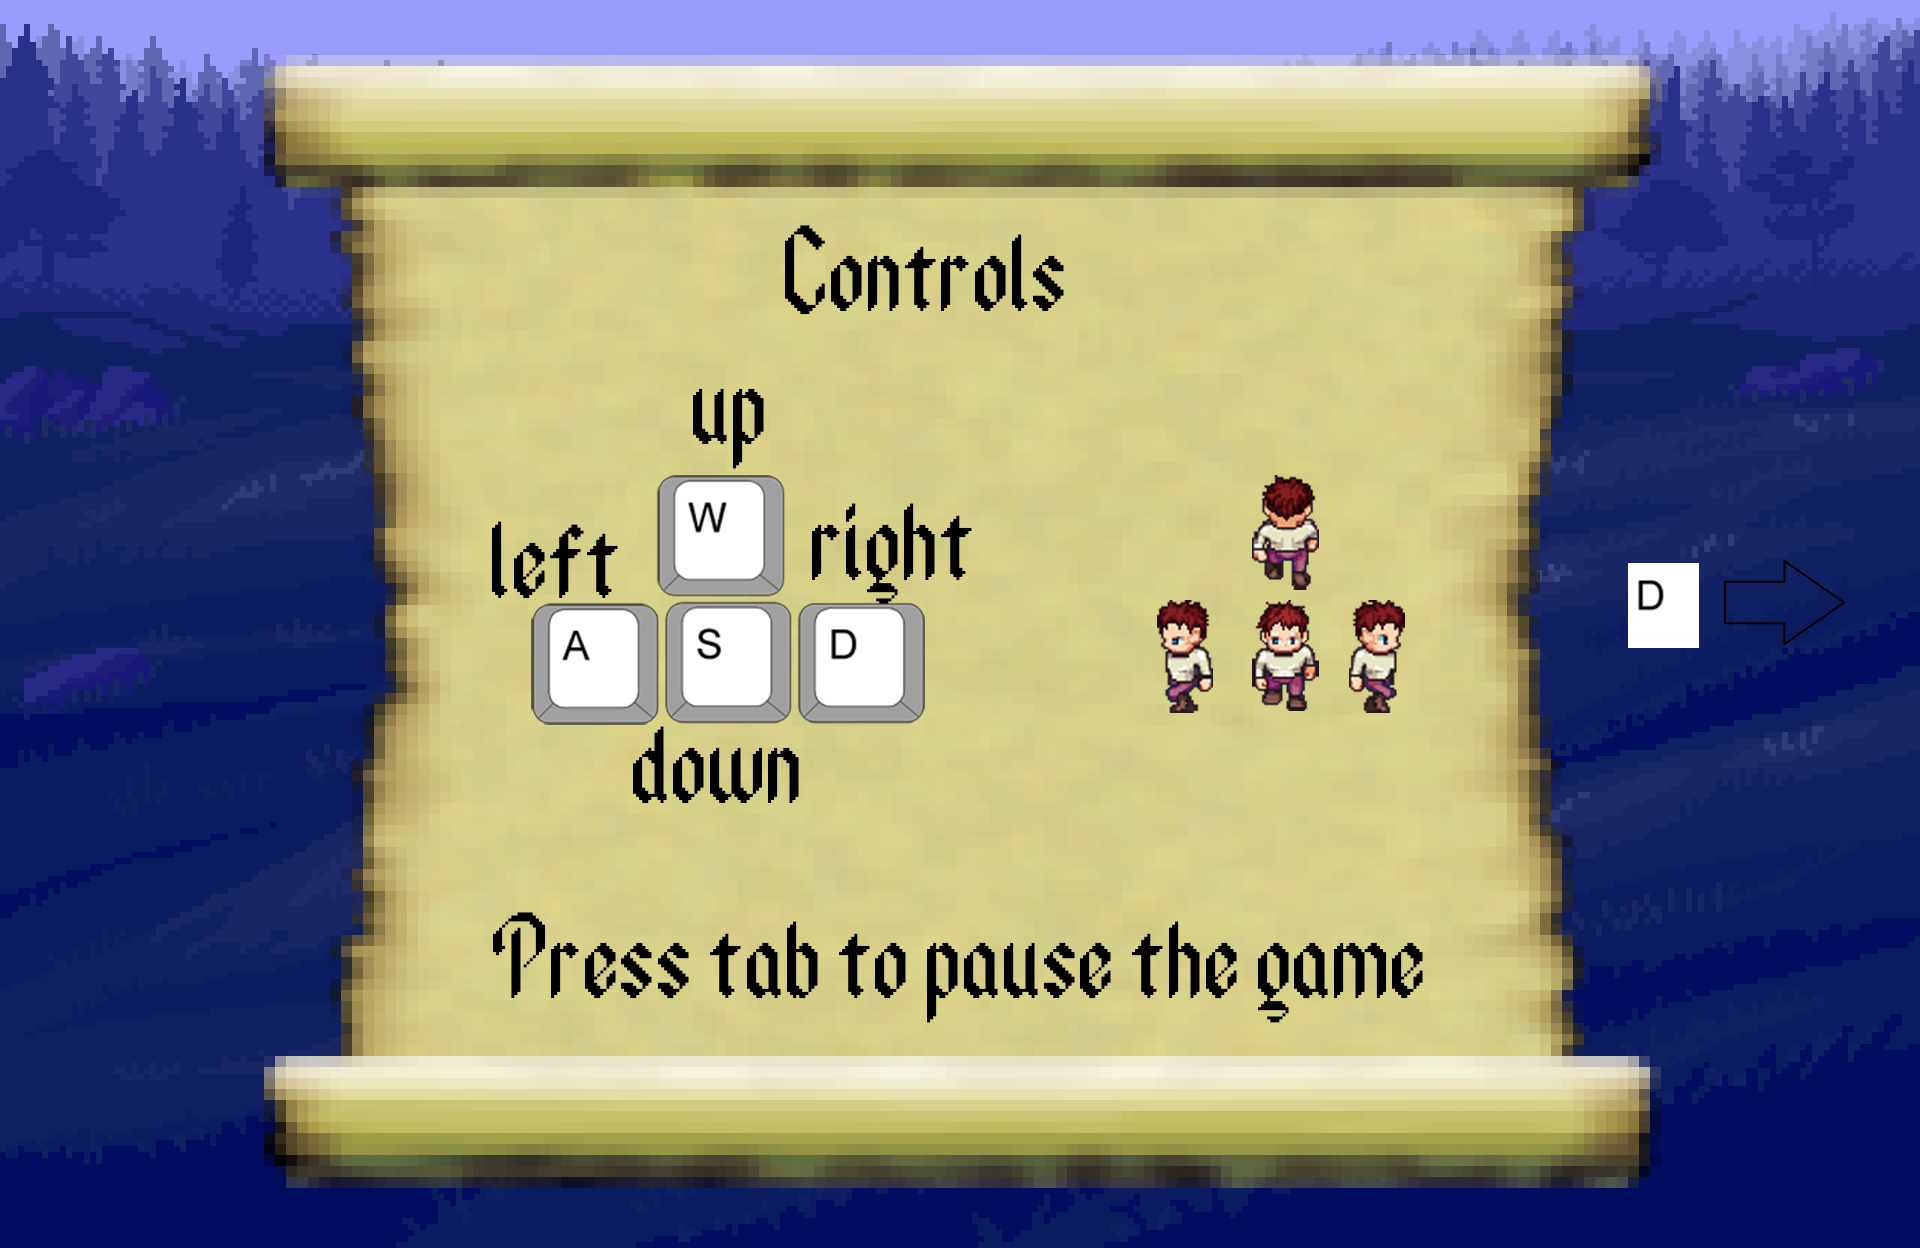 Controls
up
W
left
right
A S D
down
D
Press tab to pause the game